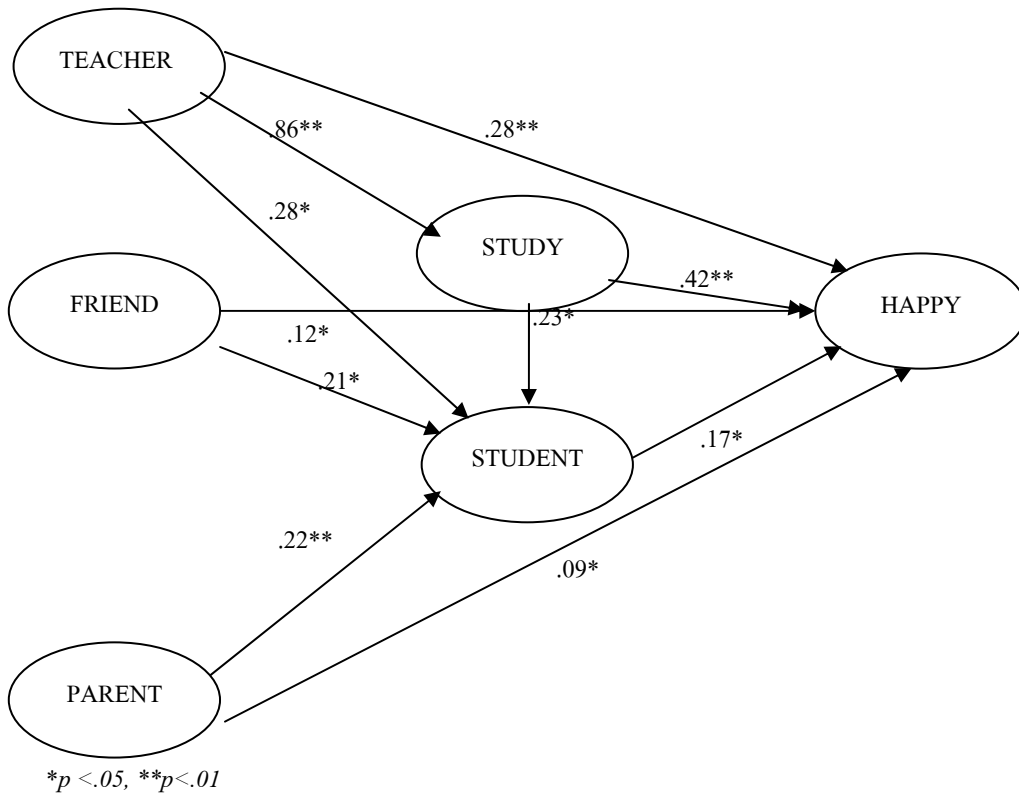 TEACHER
.86**
.28**
.28*
STUDY
.42**
FRIEND
HAPPY
.12*
.23*
.21*
STUDENT
.17*
.22**
.09*
PARENT
*p <.05, **p<.01